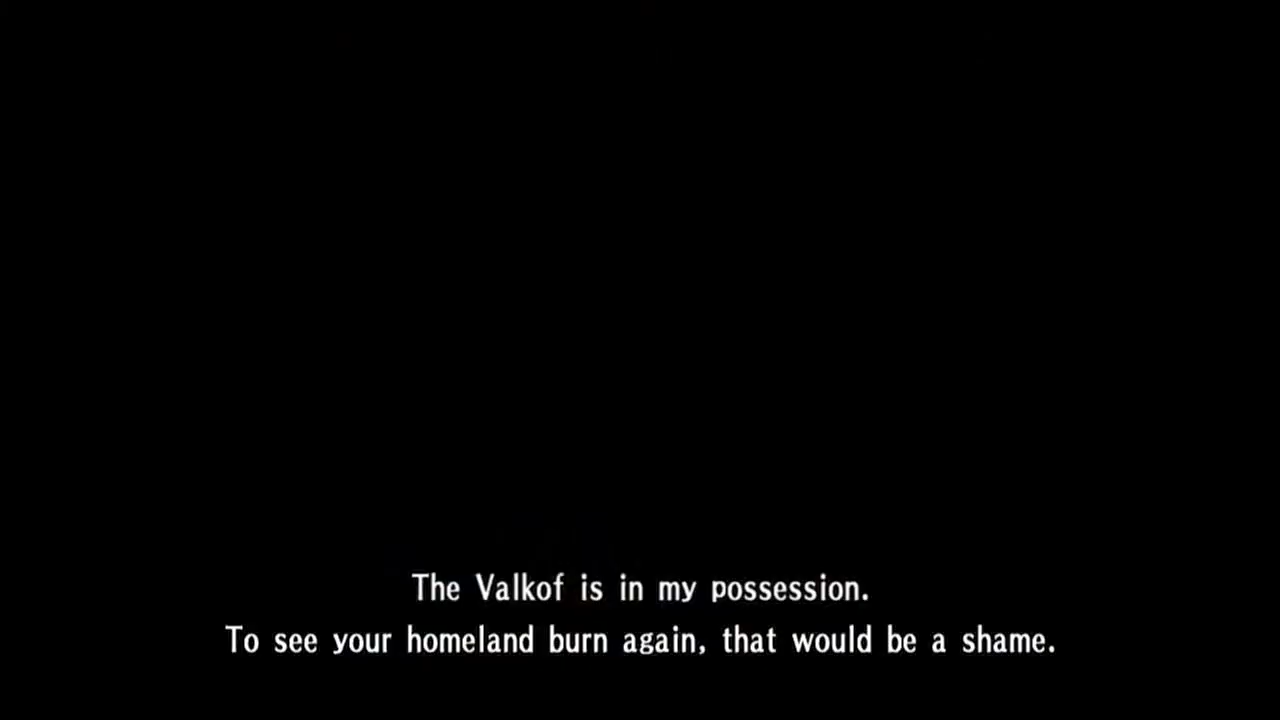 The Valkof is in my possession.
To see your homeland burn again, that would be a shame.